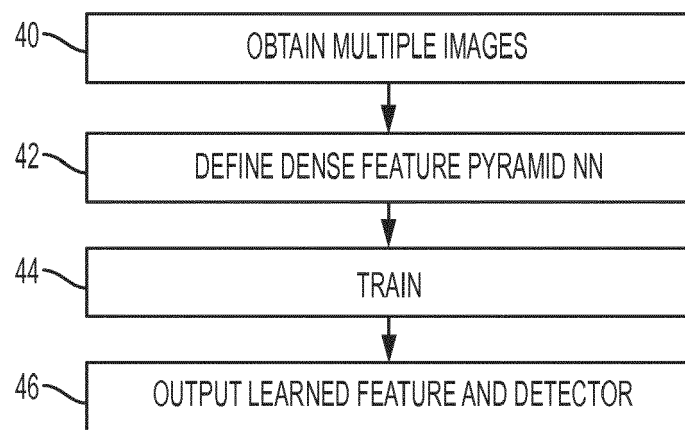 40 OBTAIN MULTIPLE IMAGES
42 DEFINE DENSE FEATURE PYRAMID NN
44 TRAIN
46 OUTPUT LEARNED FEATURE AND DETECTOR